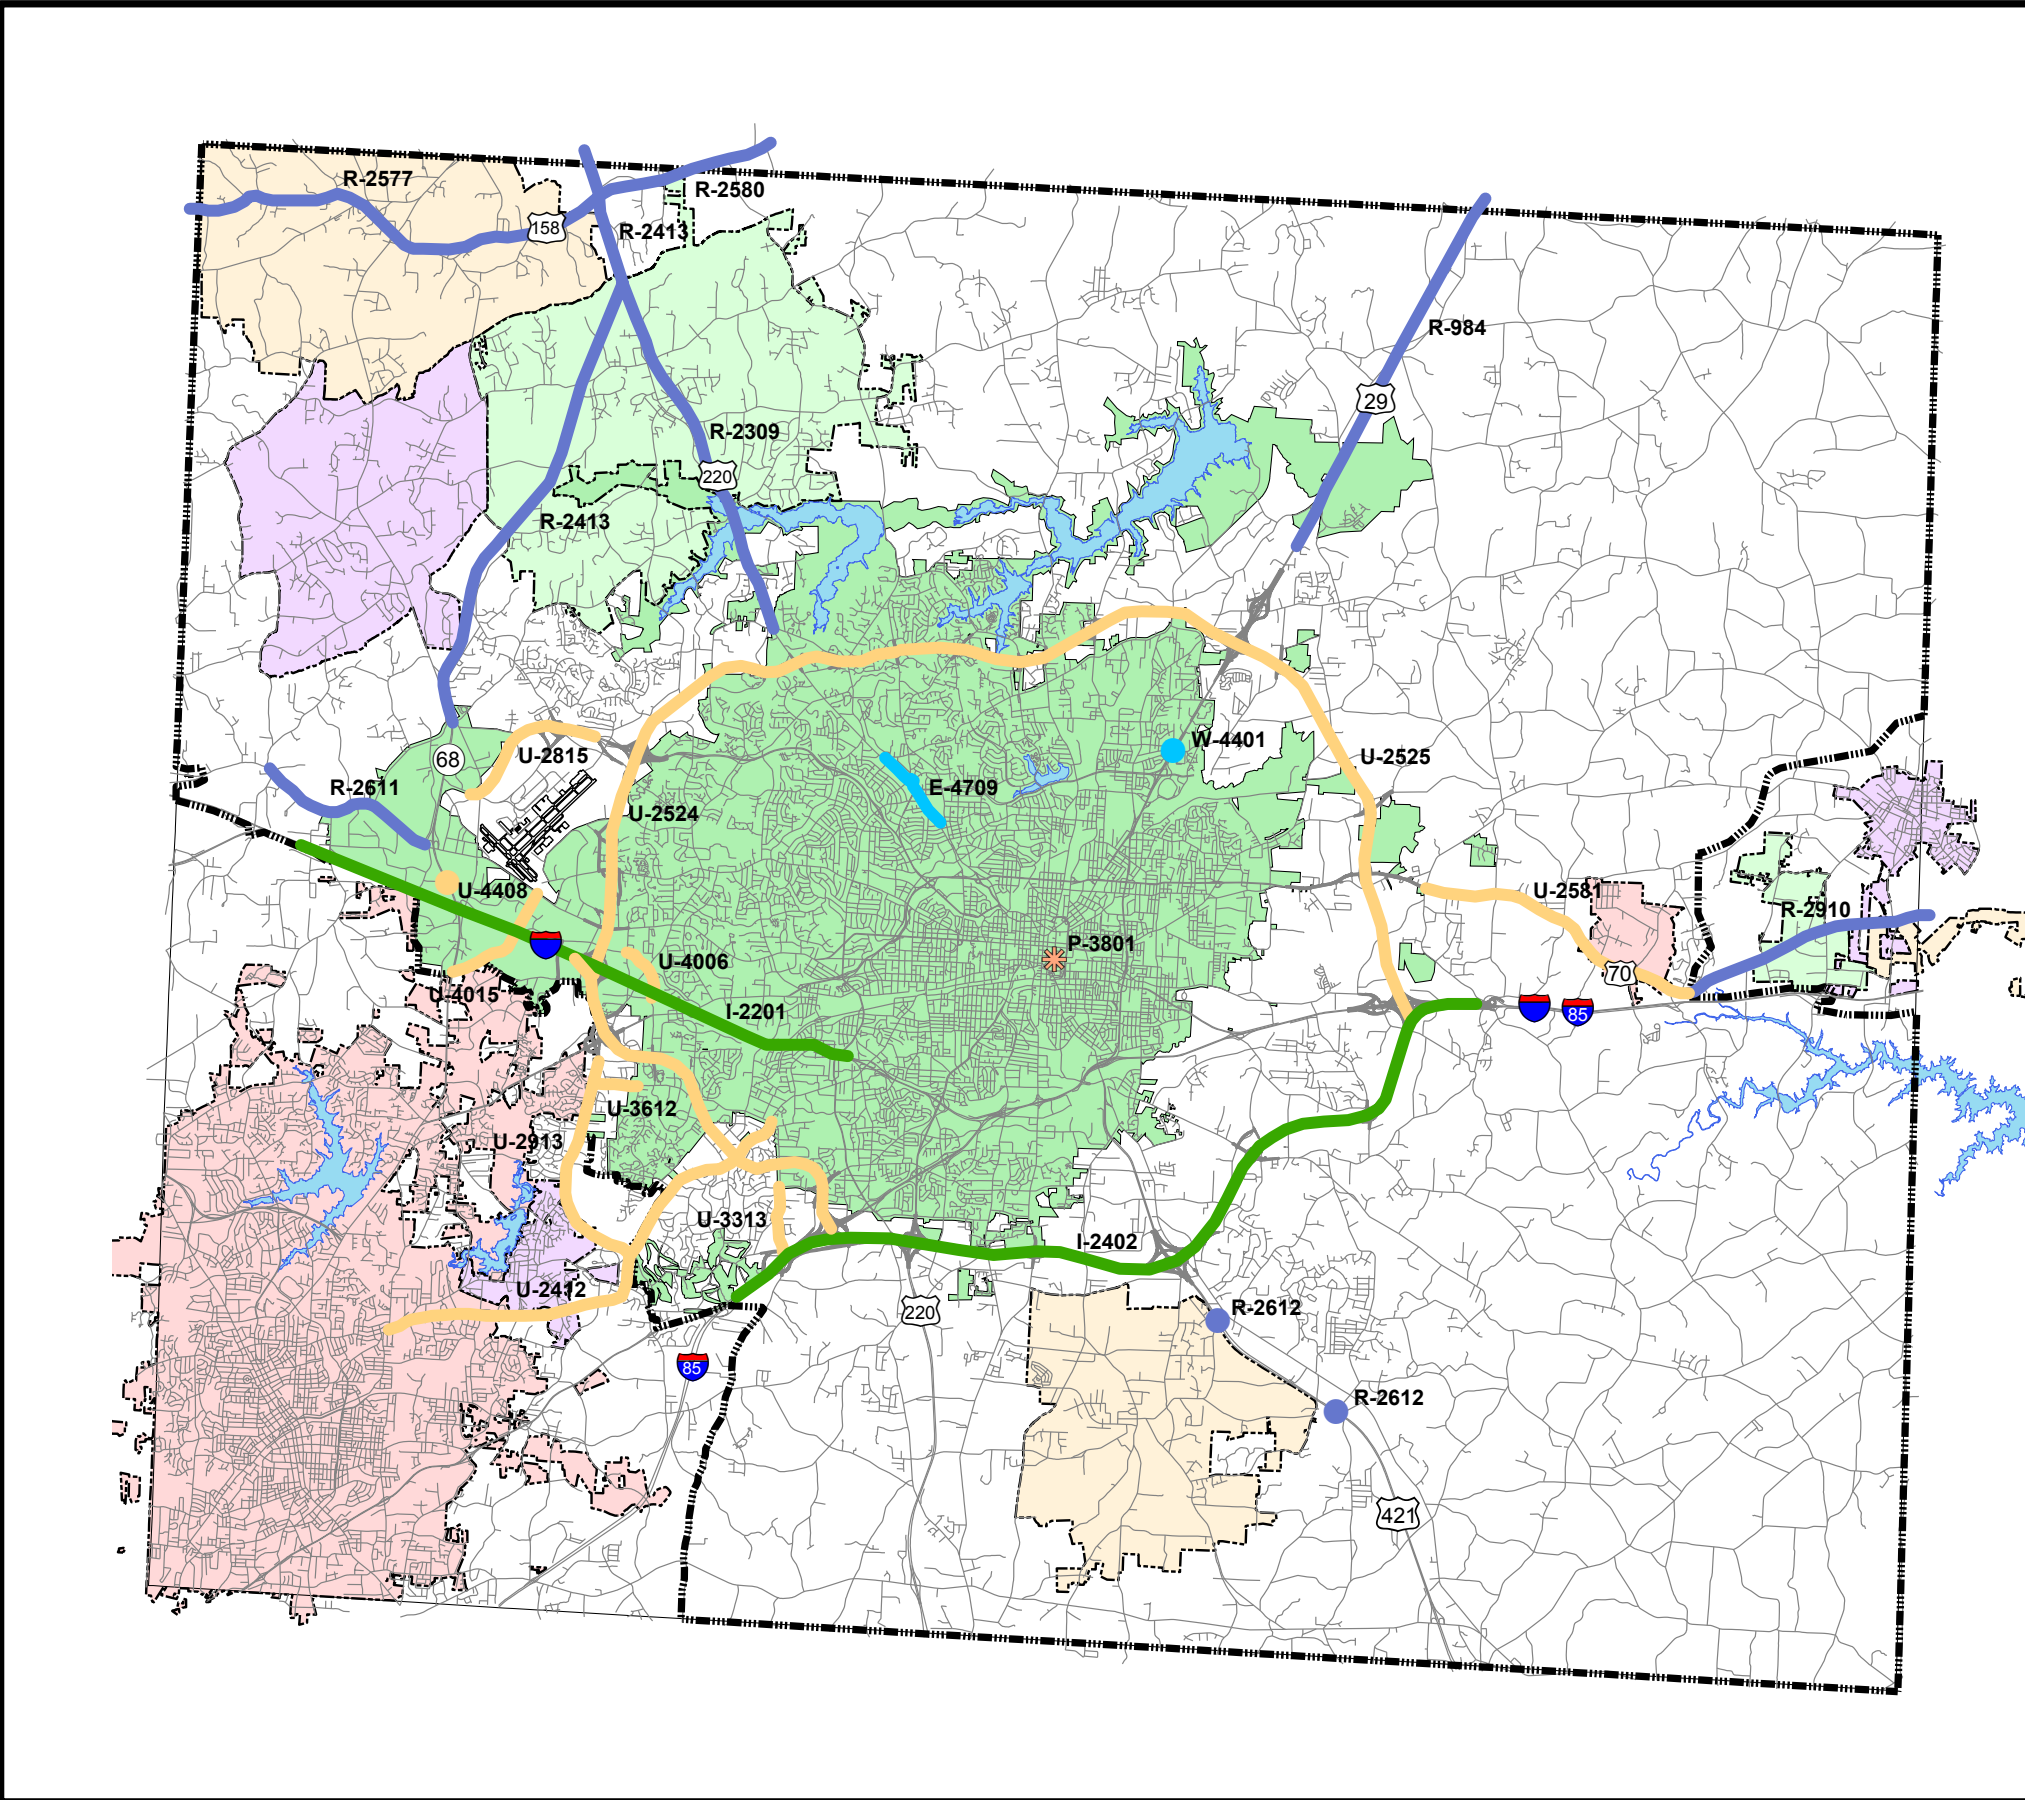 R-2577
R-2580
158
R-2413
R-984
29
R-2309
220
R-2413
W-4401
U-2815
68
U-2525
R-2611
E-4709
U-2524
U-4408
U-2581
R-2910
P-3801
U-4006
70
U-4015
I-2201
85
U-3612
U-2913
U-3313
I-2402
U-2412
220
R-2612
85
R-2612
421